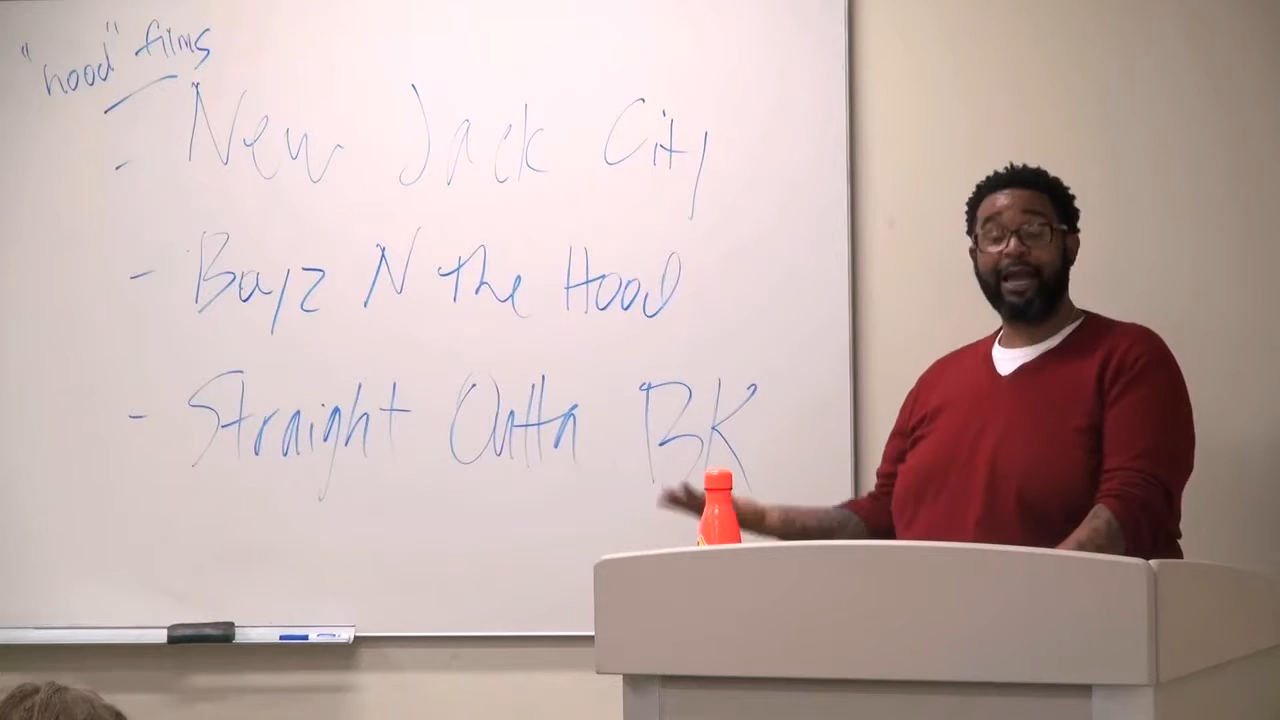 "hood" films
- New Jack City
- Boyz N the Hood
- Straight Outta BK